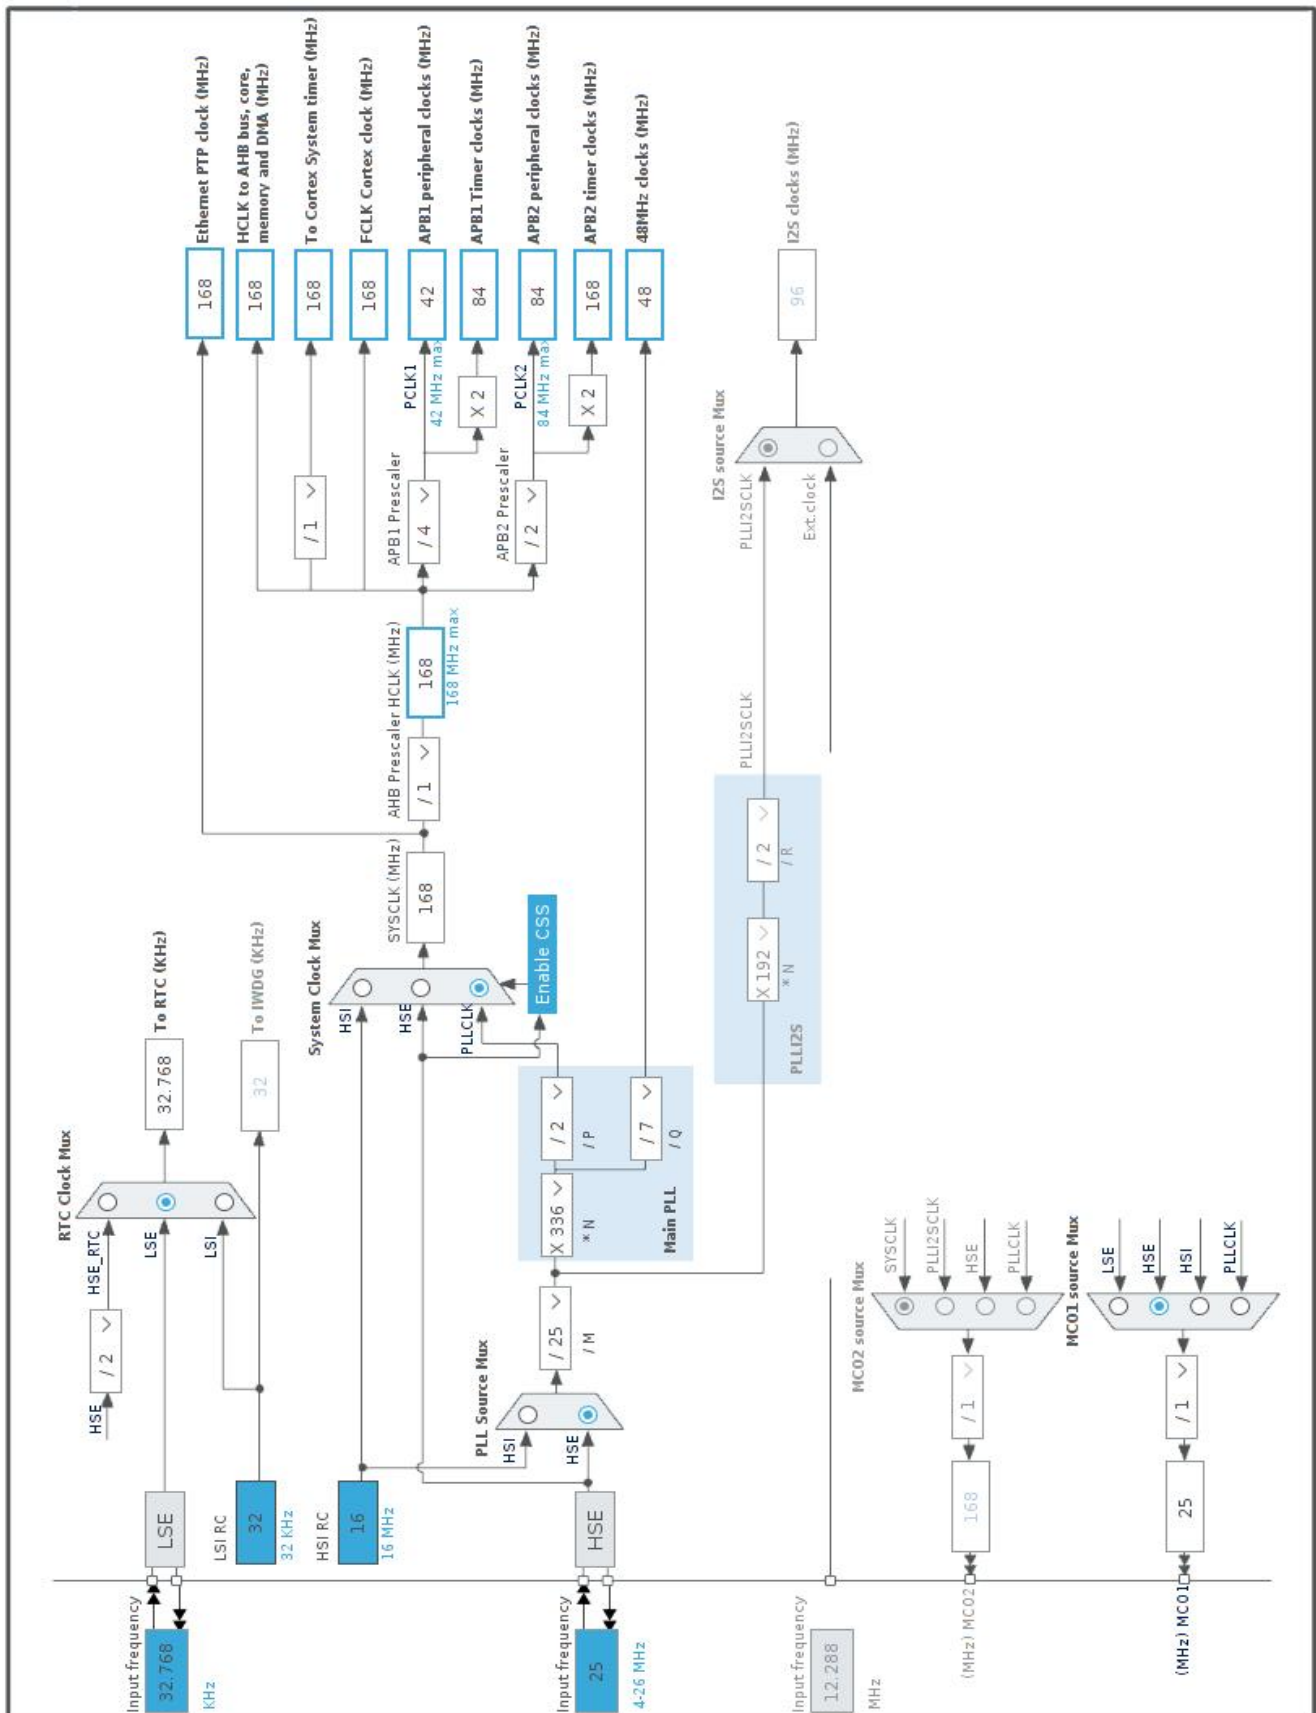 Input frequency
32.768
KHz
LSE
HSE
/ 2
HSE_RTC
LSE
LSI
RTC Clock Mux
32.768
To RTC (KHz)
LSI RC
32
32 KHz
32
To IWDG (KHz)
HSI RC
16
16 MHz
System Clock Mux
HSI
HSE
PLLCLK
Enable CSS
SYSCLK (MHz)
168
AHB Prescaler
/ 1
HCLK (MHz)
168
168 MHz max
168
Ethernet PTP clock (MHz)
168
HCLK to AHB bus, core,
memory and DMA (MHz)
/ 1
168
To Cortex System timer (MHz)
168
FCLK Cortex clock (MHz)
APB1 Prescaler
/ 4
PCLK1
42 MHz max
42
APB1 peripheral clocks (MHz)
X 2
84
APB1 Timer clocks (MHz)
APB2 Prescaler
/ 2
PCLK2
84 MHz max
84
APB2 peripheral clocks (MHz)
X 2
168
APB2 timer clocks (MHz)
48
48MHz clocks (MHz)
Input frequency
25
4-26 MHz
HSE
PLL Source Mux
HSI
HSE
/ 25
/ M
X 336
* N
/ 2
/ P
/ 7
/ Q
Main PLL
PLLI2S
X 192
* N
/ 2
/ R
PLLI2SCLK
PLLI2SCLK
Ext.clock
I2S source Mux
96
I2S clocks (MHz)
Input frequency
12.288
MHz
MCO2 source Mux
SYSCLK
PLLI2SCLK
HSE
PLLCLK
/ 1
168
(MHz) MCO2
MCO1 source Mux
LSE
HSE
HSI
PLLCLK
/ 1
25
(MHz) MCO1